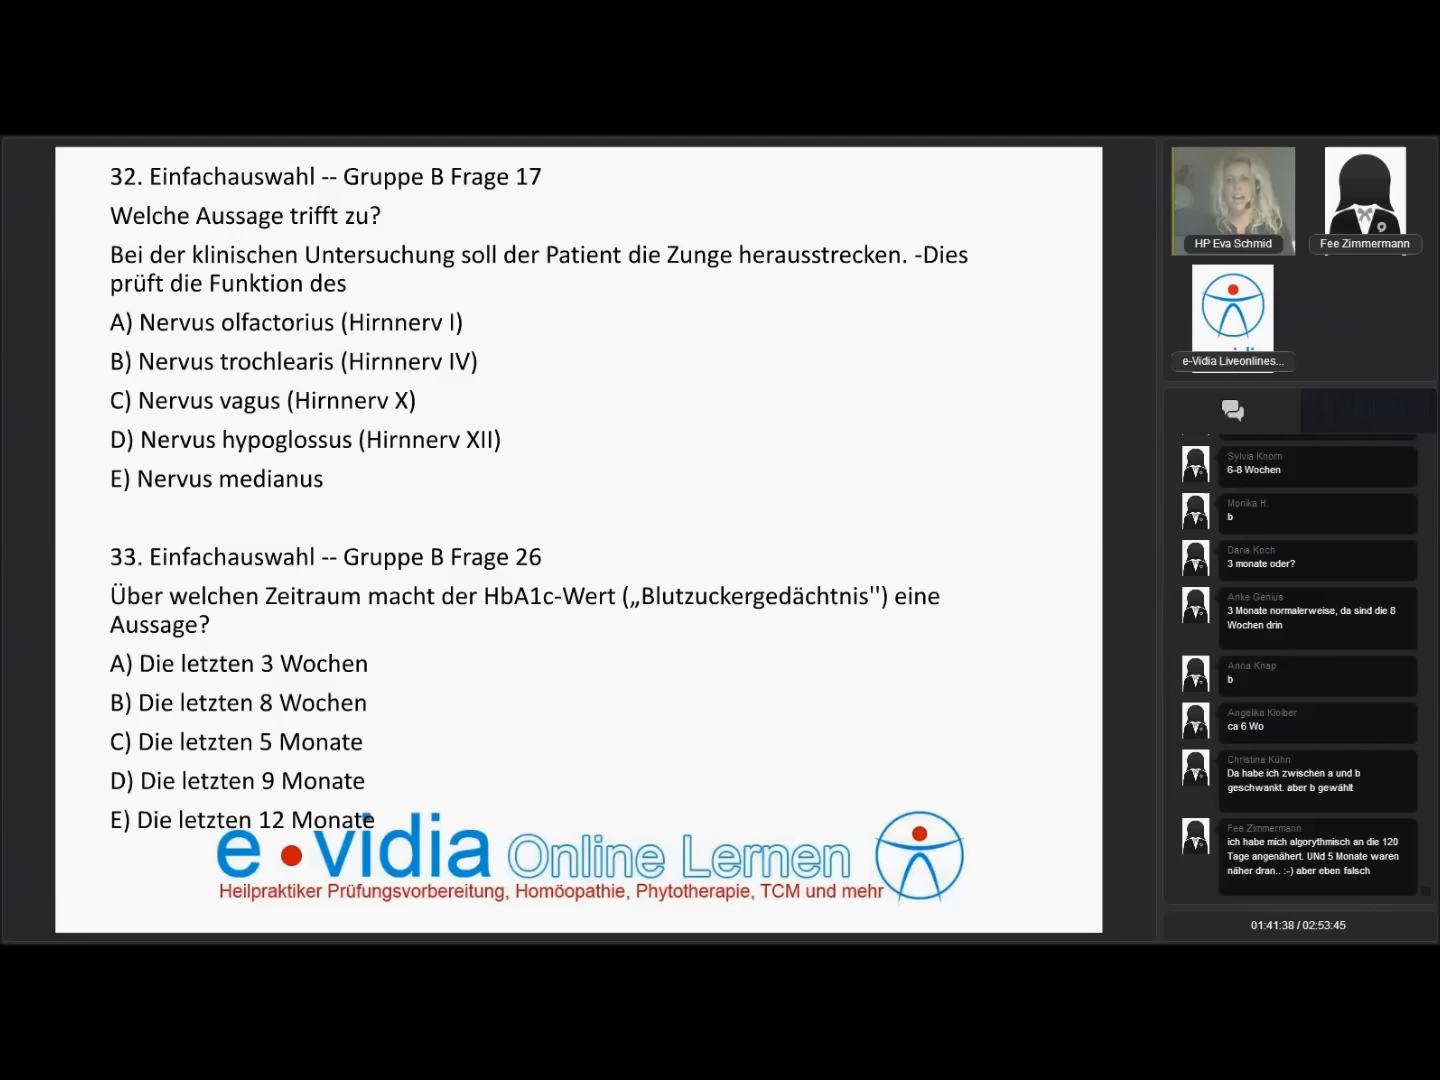 32. Einfachauswahl -- Gruppe B Frage 17
Welche Aussage trifft zu?
Bei der klinischen Untersuchung soll der Patient die Zunge herausstrecken. -Dies
prüft die Funktion des
A) Nervus olfactorius (Hirnnerv I)
B) Nervus trochlearis (Hirnnerv IV)
C) Nervus vagus (Hirnnerv X)
D) Nervus hypoglossus (Hirnnerv XII)
E) Nervus medianus
33. Einfachauswahl -- Gruppe B Frage 26
Über welchen Zeitraum macht der HbA1c-Wert („Blutzuckergedächtnis'') eine
Aussage?
A) Die letzten 3 Wochen
B) Die letzten 8 Wochen
C) Die letzten 5 Monate
D) Die letzten 9 Monate
E) Die letzten 12 Monate
e•vidia Online Lernen
Heilpraktiker Prüfungsvorbereitung, Homöopathie, Phytotherapie, TCM und mehr
HP Eva Schmid
Fee Zimmermann
e-Vidia Liveonlines...
Sylvia Knorn
6-8 Wochen
Monika H.
b
Daria Koch
3 monate oder?
Anke Genius
3 Monate normalerweise, da sind die 8
Wochen drin
Anna Knap
b
Angelika Kloiber
ca 6 Wo
Christina Kühn
Da habe ich zwischen a und b
geschwankt. aber b gewählt
Fee Zimmermann
ich habe mich algorythmisch an die 120
Tage angenähert. UNd 5 Monate waren
näher dran.. :-) aber eben falsch
01:41:38 / 02:53:45